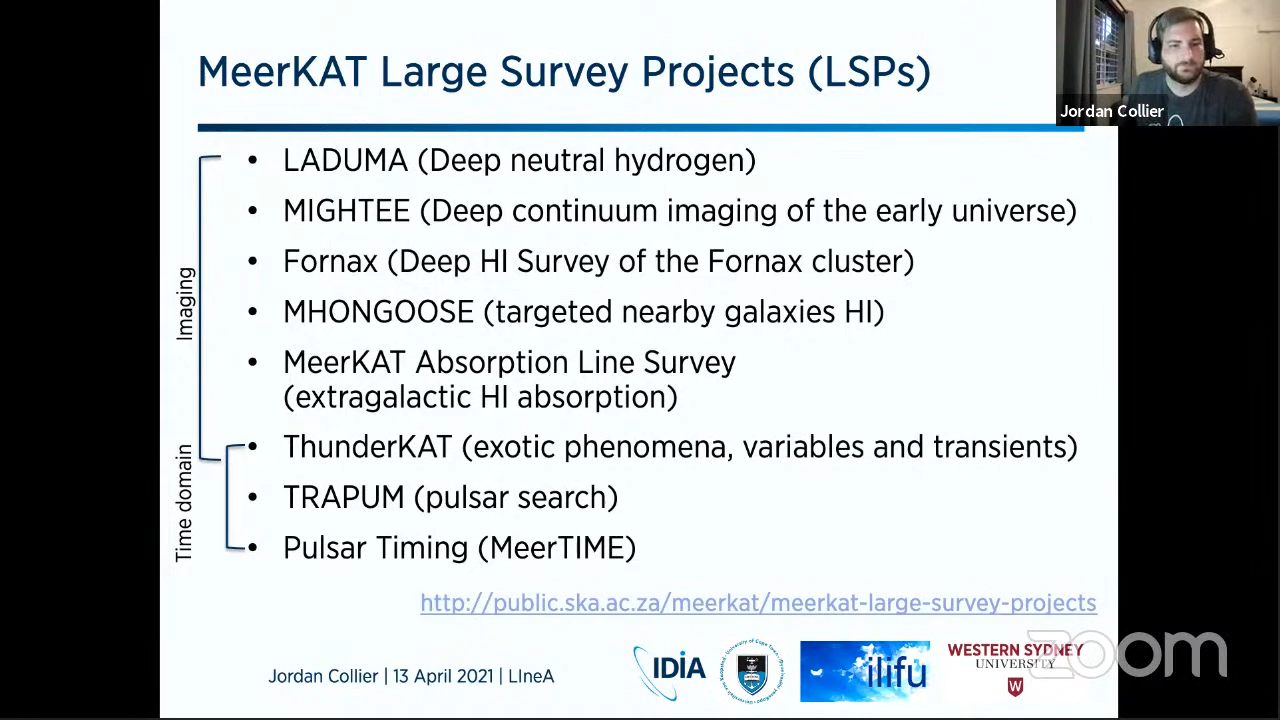 MeerKAT Large Survey Projects (LSPs)
Jordan Collier
Imaging
• LADUMA (Deep neutral hydrogen)
• MIGHTEE (Deep continuum imaging of the early universe)
• Fornax (Deep HI Survey of the Fornax cluster)
• MHONGOOSE (targeted nearby galaxies HI)
• MeerKAT Absorption Line Survey
(extragalactic HI absorption)
Time domain
• ThunderKAT (exotic phenomena, variables and transients)
• TRAPUM (pulsar search)
• Pulsar Timing (MeerTIME)
http://public.ska.ac.za/meerkat/meerkat-large-survey-projects
Jordan Collier | 13 April 2021 | LIneA
IDIA
ilifu
WESTERN SYDNEY
UNIVERSITY
W
zoom